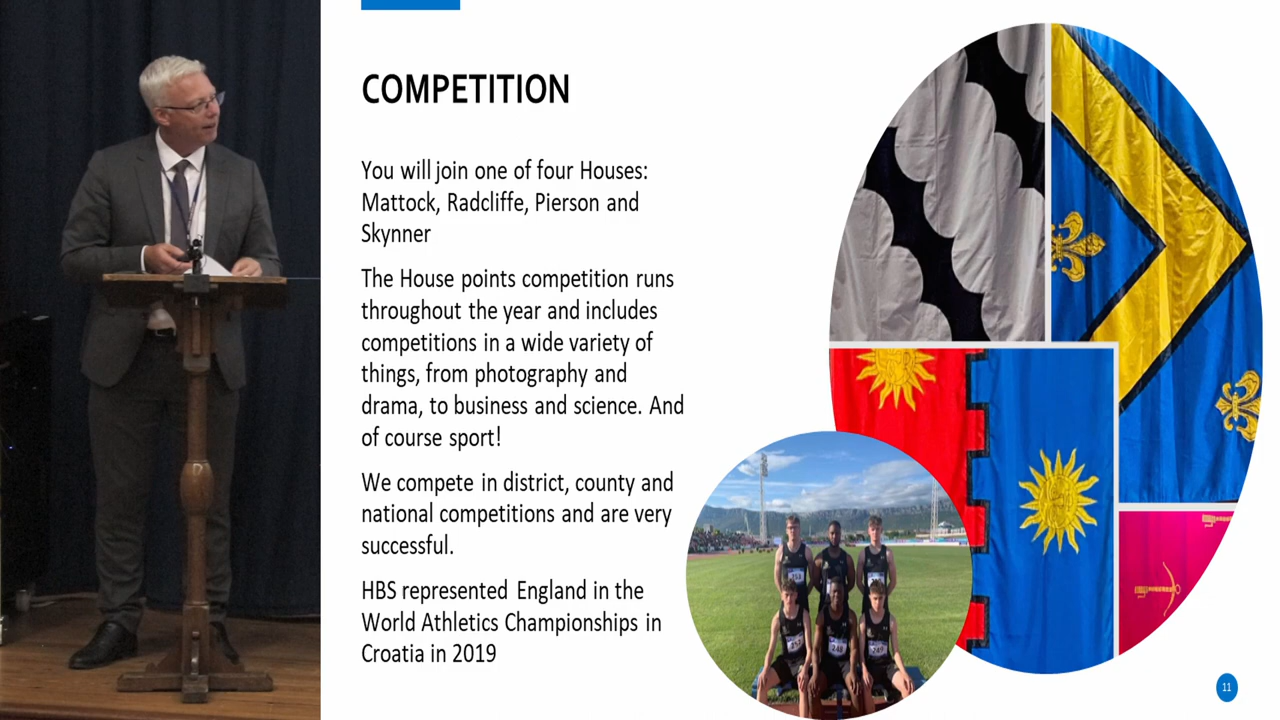 COMPETITION
You will join one of four Houses:
Mattock, Radcliffe, Pierson and
Skynner
The House points competition runs
throughout the year and includes
competitions in a wide variety of
things, from photography and
drama, to business and science. And
of course sport!
We compete in district, county and
national competitions and are very
successful.
HBS represented England in the
World Athletics Championships in
Croatia in 2019
248
249
11